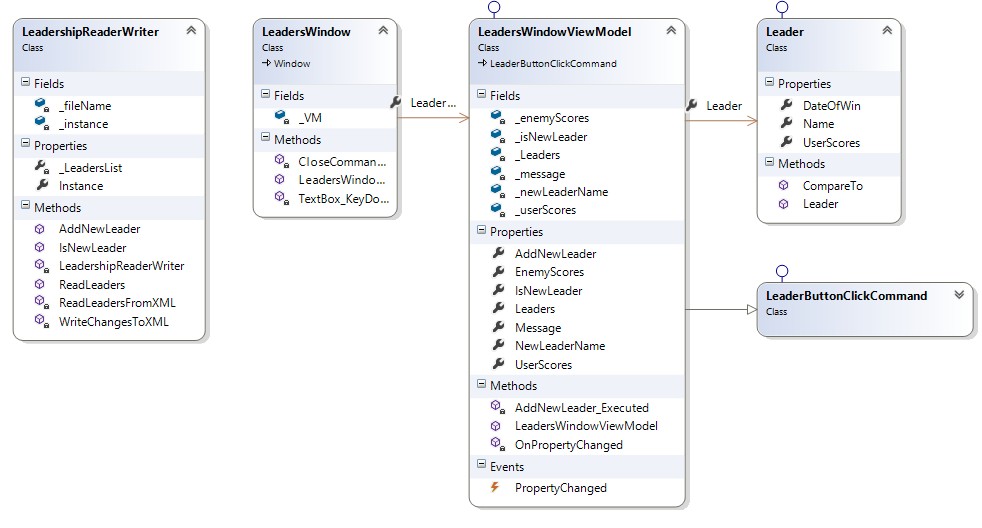 LeadershipReaderWriter
Class
Fields
_fileName
_instance
Properties
_LeadersList
Instance
Methods
AddNewLeader
IsNewLeader
LeadershipReaderWriter
ReadLeaders
ReadLeadersFromXML
WriteChangesToXML
LeadersWindow
Class
Window
Fields
_VM
Methods
CloseComman...
LeadersWindo...
TextBox_KeyDo...
Leader...
LeadersWindowViewModel
Class
LeaderButtonClickCommand
Fields
_enemyScores
_isNewLeader
_Leaders
_message
_newLeaderName
_userScores
Properties
AddNewLeader
EnemyScores
IsNewLeader
Leaders
Message
NewLeaderName
UserScores
Methods
AddNewLeader_Executed
LeadersWindowViewModel
OnPropertyChanged
Events
PropertyChanged
Leader
Leader
Class
Properties
DateOfWin
Name
UserScores
Methods
CompareTo
Leader
LeaderButtonClickCommand
Class